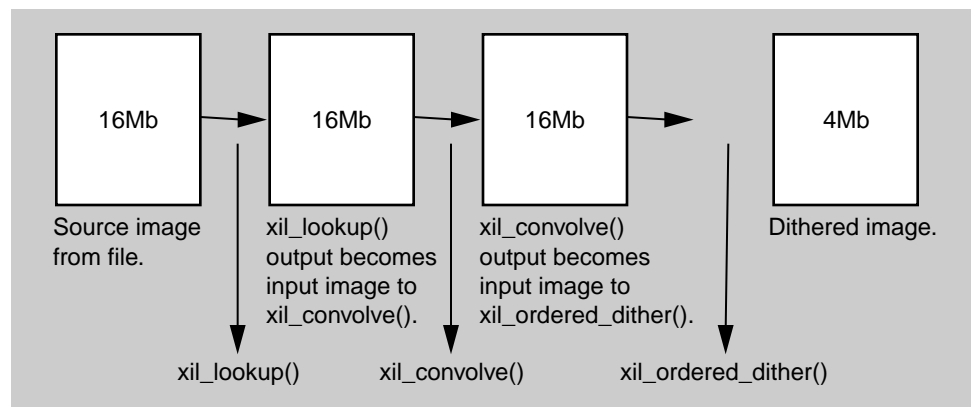 16Mb
16Mb
16Mb
4Mb
Source image
from file.
xil_lookup()
output becomes
input image to
xil_convolve().
xil_convolve()
output becomes
input image to
xil_ordered_dither().
Dithered image.
xil_lookup()
xil_convolve()
xil_ordered_dither()